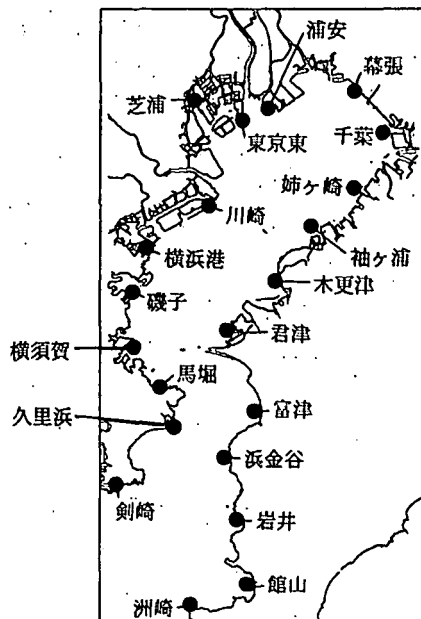 浦安
幕張
芝浦
東京東
千葉
姉ヶ崎
川崎
袖ヶ浦
横浜港
木更津
磯子
君津
横須賀
馬堀
久里浜
富津
浜金谷
剣崎
岩井
館山
洲崎